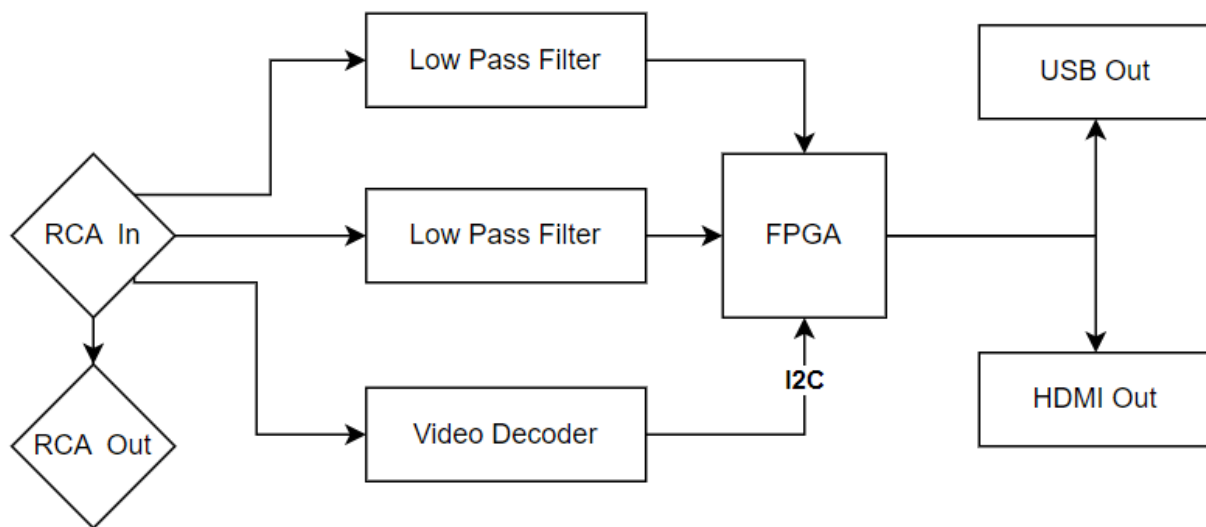 Low Pass Filter
USB Out
RCA In
Low Pass Filter
FPGA
I2C
HDMI Out
RCA Out
Video Decoder